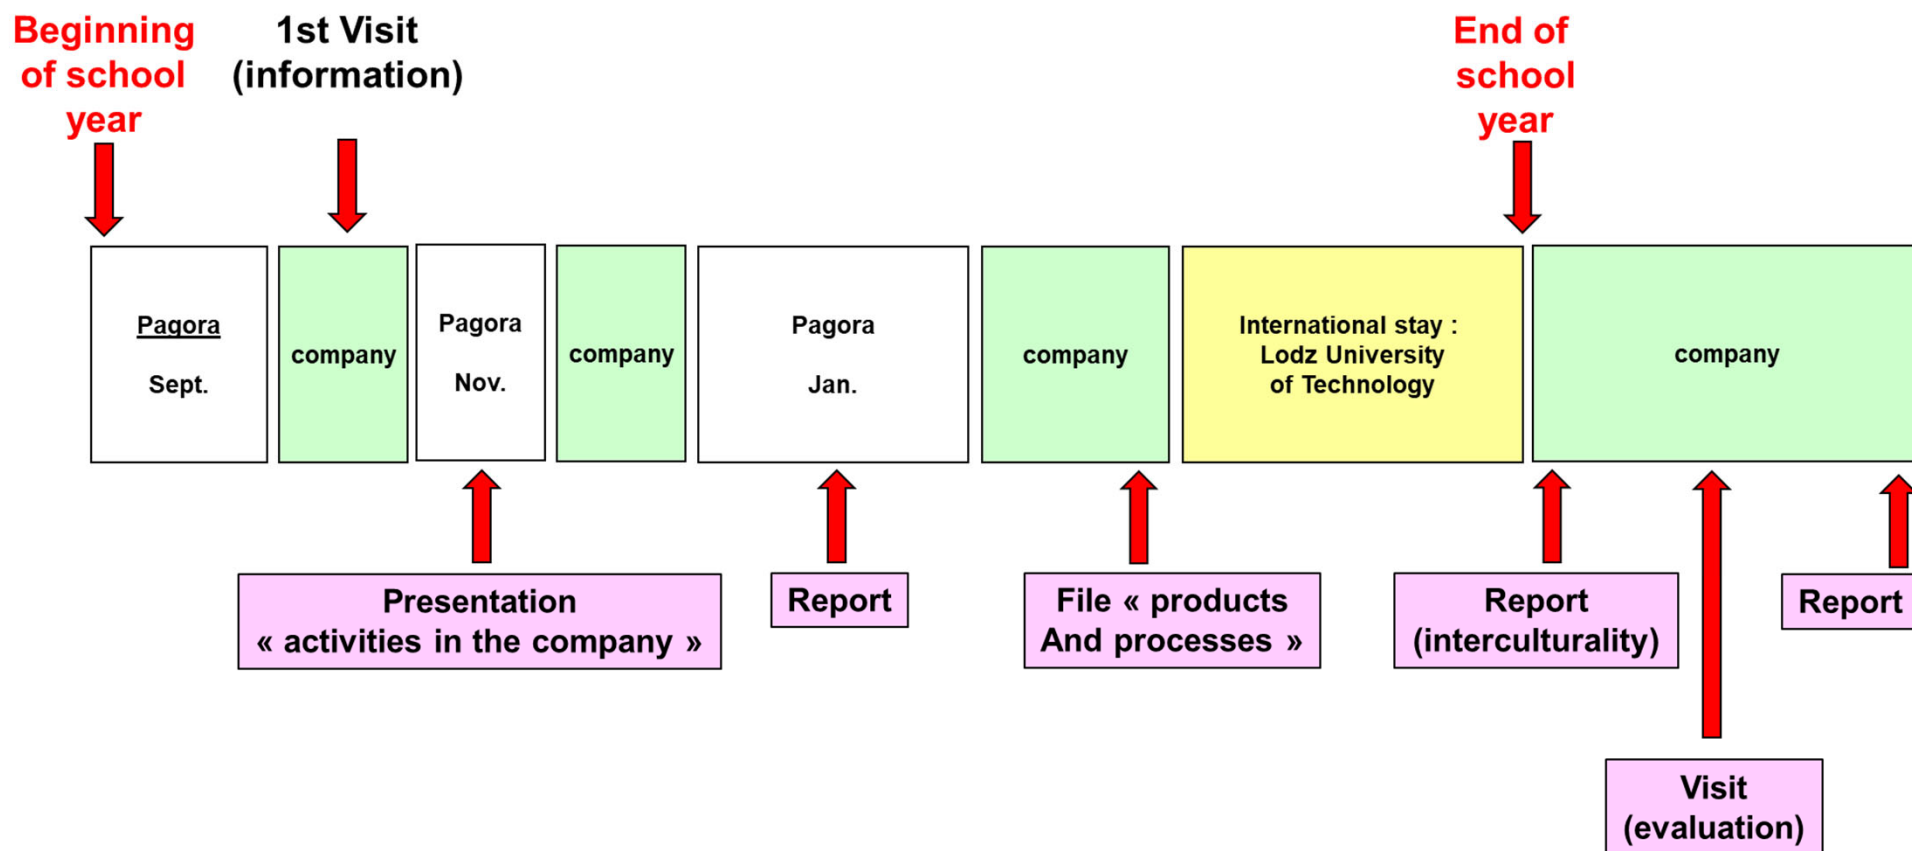 Beginning
of school
year
1st Visit
(information)
End of
school
year
Pagora
Sept.
company
Pagora
Nov.
company
Pagora
Jan.
company
International stay :
Lodz University
of Technology
company
Presentation
« activities in the company »
Report
File « products
And processes »
Report
(interculturality)
Report
Visit
(evaluation)